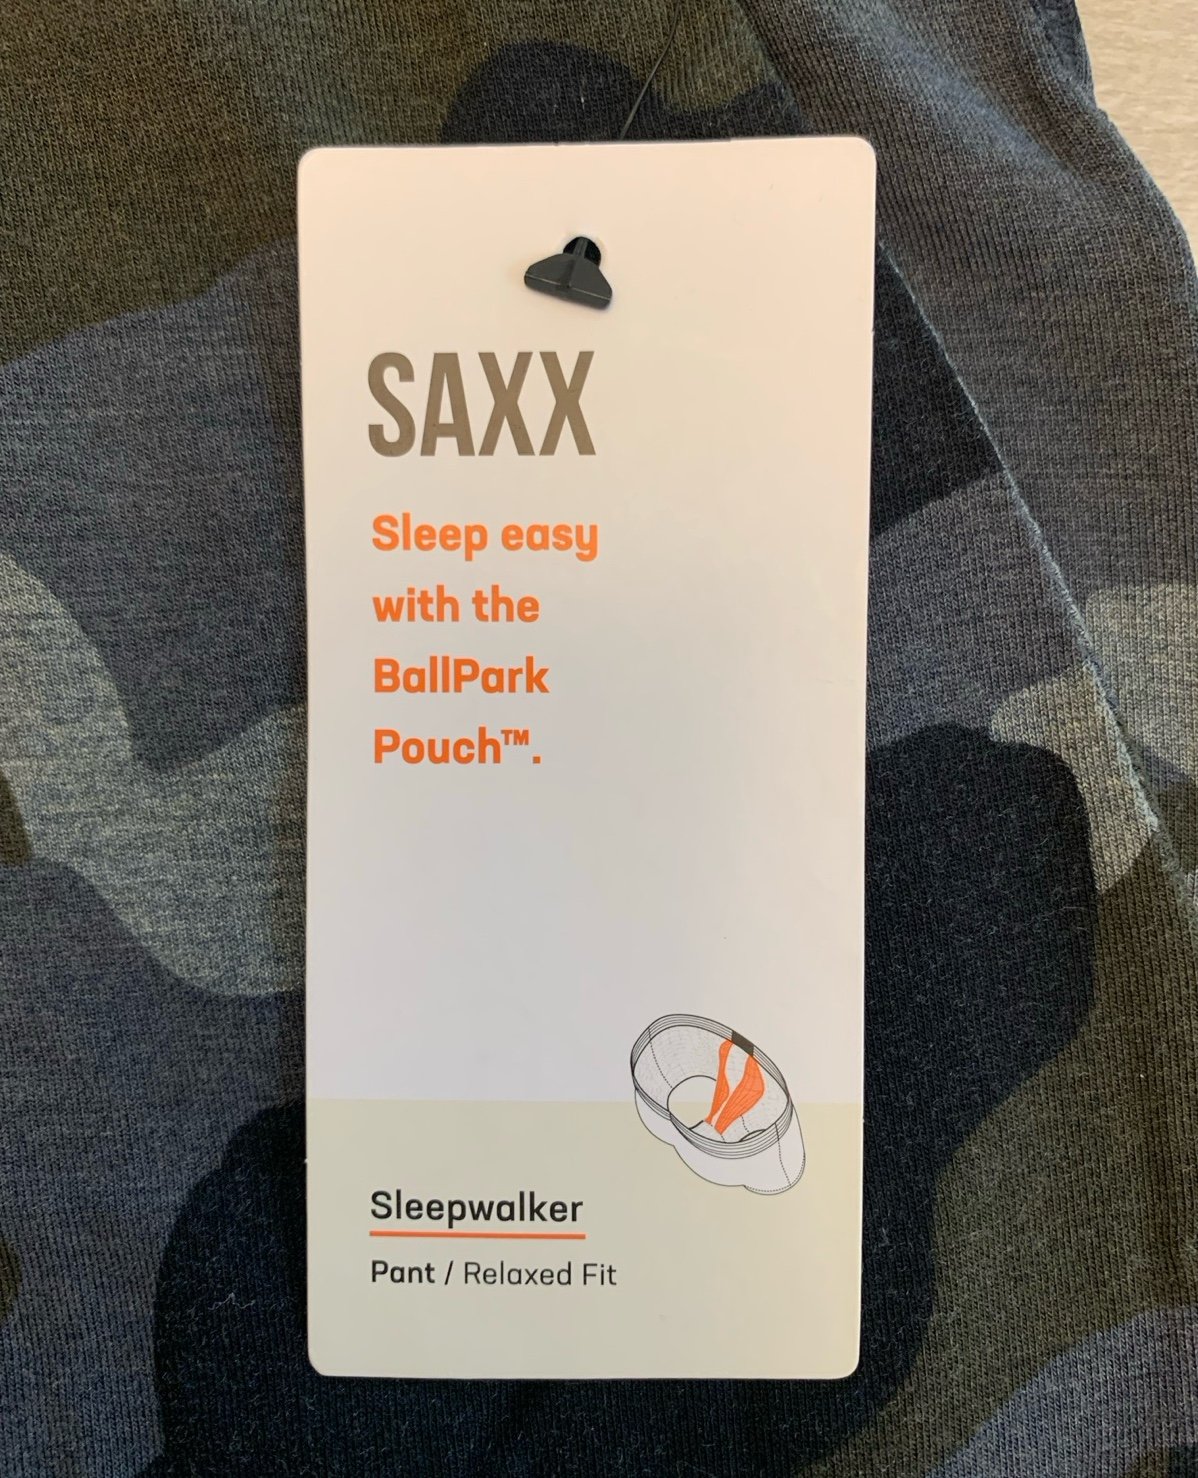 SAXX
Sleep easy
with the
BallPark
Pouch™.
Sleepwalker
Pant / Relaxed Fit